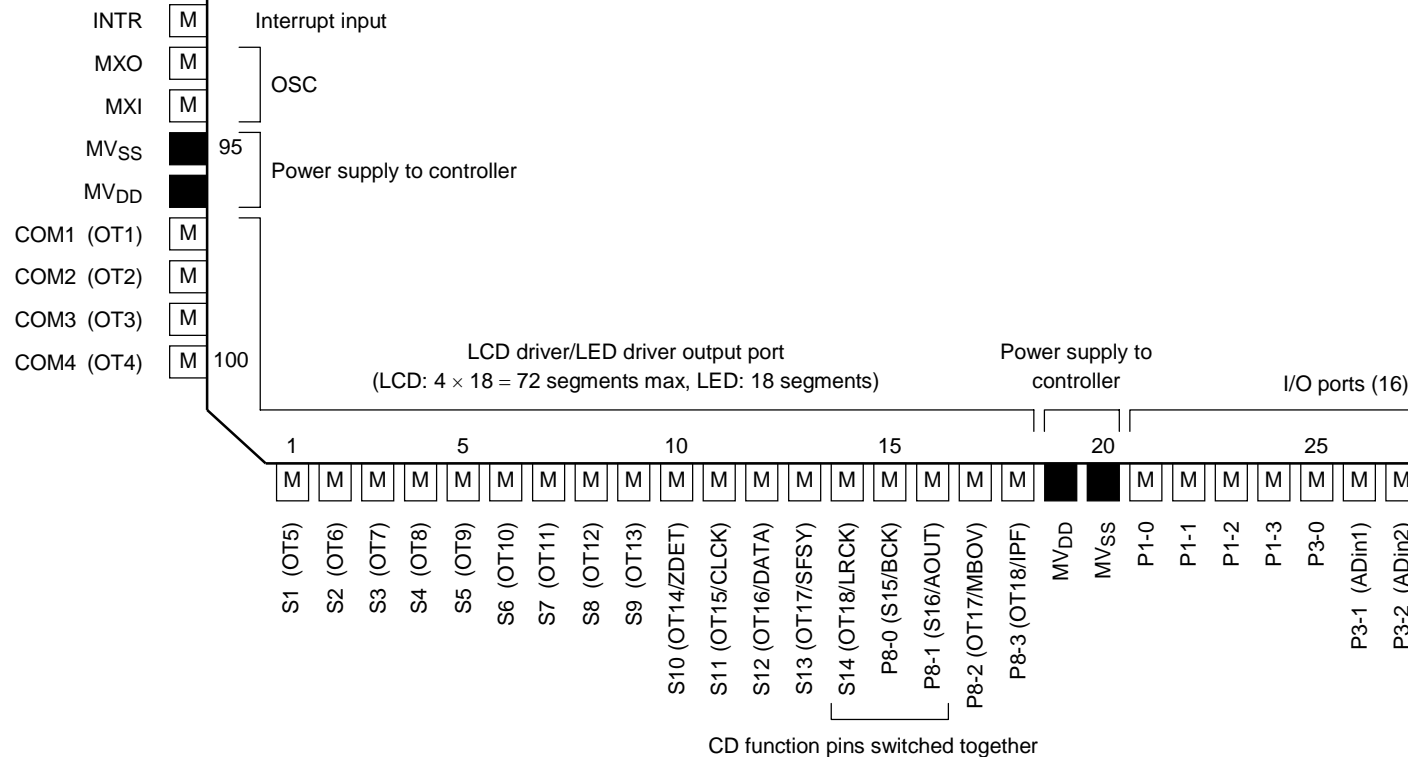 INTR M Interrupt input
MXO M
OSC
MXI M
MVSS 95
Power supply to controller
MVDD
COM1 (OT1) M
COM2 (OT2) M
COM3 (OT3) M
COM4 (OT4) M 100
LCD driver/LED driver output port
(LCD: 4 × 18 = 72 segments max, LED: 18 segments)
Power supply to
controller
I/O ports (16)
1 5 10 15 20 25
M M M M M M M M M M M M M M M M M M M M M M M M M
S1 (OT5)
S2 (OT6)
S3 (OT7)
S4 (OT8)
S5 (OT9)
S6 (OT10)
S7 (OT11)
S8 (OT12)
S9 (OT13)
S10 (OT14/ZDET)
S11 (OT15/CLCK)
S12 (OT16/DATA)
S13 (OT17/SFSY)
S14 (OT18/LRCK)
P8-0 (S15/BCK)
P8-1 (S16/AOUT)
P8-2 (OT17/MBOV)
P8-3 (OT18/IPF)
MVDD
MVSS
P1-0
P1-1
P1-2
P1-3
P3-0
P3-1 (ADin1)
P3-2 (ADin2)
CD function pins switched together